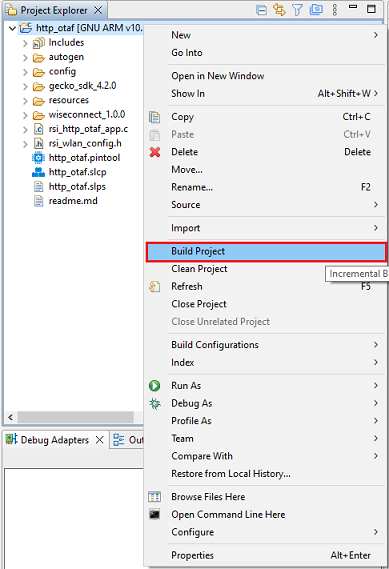 Project Explorer
http_otaf [GNU ARM v10.
Includes
autogen
config
gecko_sdk_4.2.0
resources
wiseconnect_1.0.0
rsi_http_otaf_app.c
rsi_wlan_config.h
http_otaf.pintool
http_otaf.slcp
http_otaf.slps
readme.md
New
Go Into
Open in New Window
Show In Alt+Shift+W
Copy Ctrl+C
Paste Ctrl+V
Delete Delete
Move...
Rename... F2
Source
Import
Build Project
Clean Project
Incremental B
Refresh F5
Close Project
Close Unrelated Project
Build Configurations
Index
Run As
Debug As
Profile As
Team
Compare With
Restore from Local History...
Browse Files Here
Open Command Line Here
Configure
Properties Alt+Enter
Debug Adapters
Out